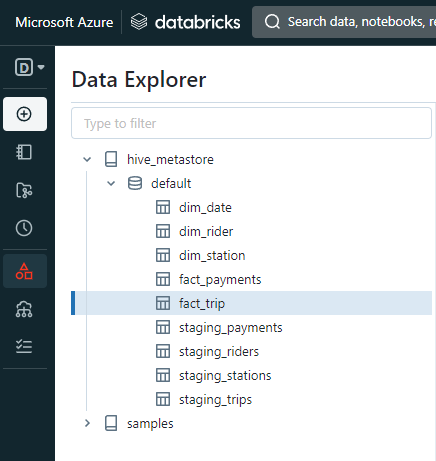 Microsoft Azure databricks Search data, notebooks, re
D
Data Explorer
Type to filter
hive_metastore
default
dim_date
dim_rider
dim_station
fact_payments
fact_trip
staging_payments
staging_riders
staging_stations
staging_trips
samples